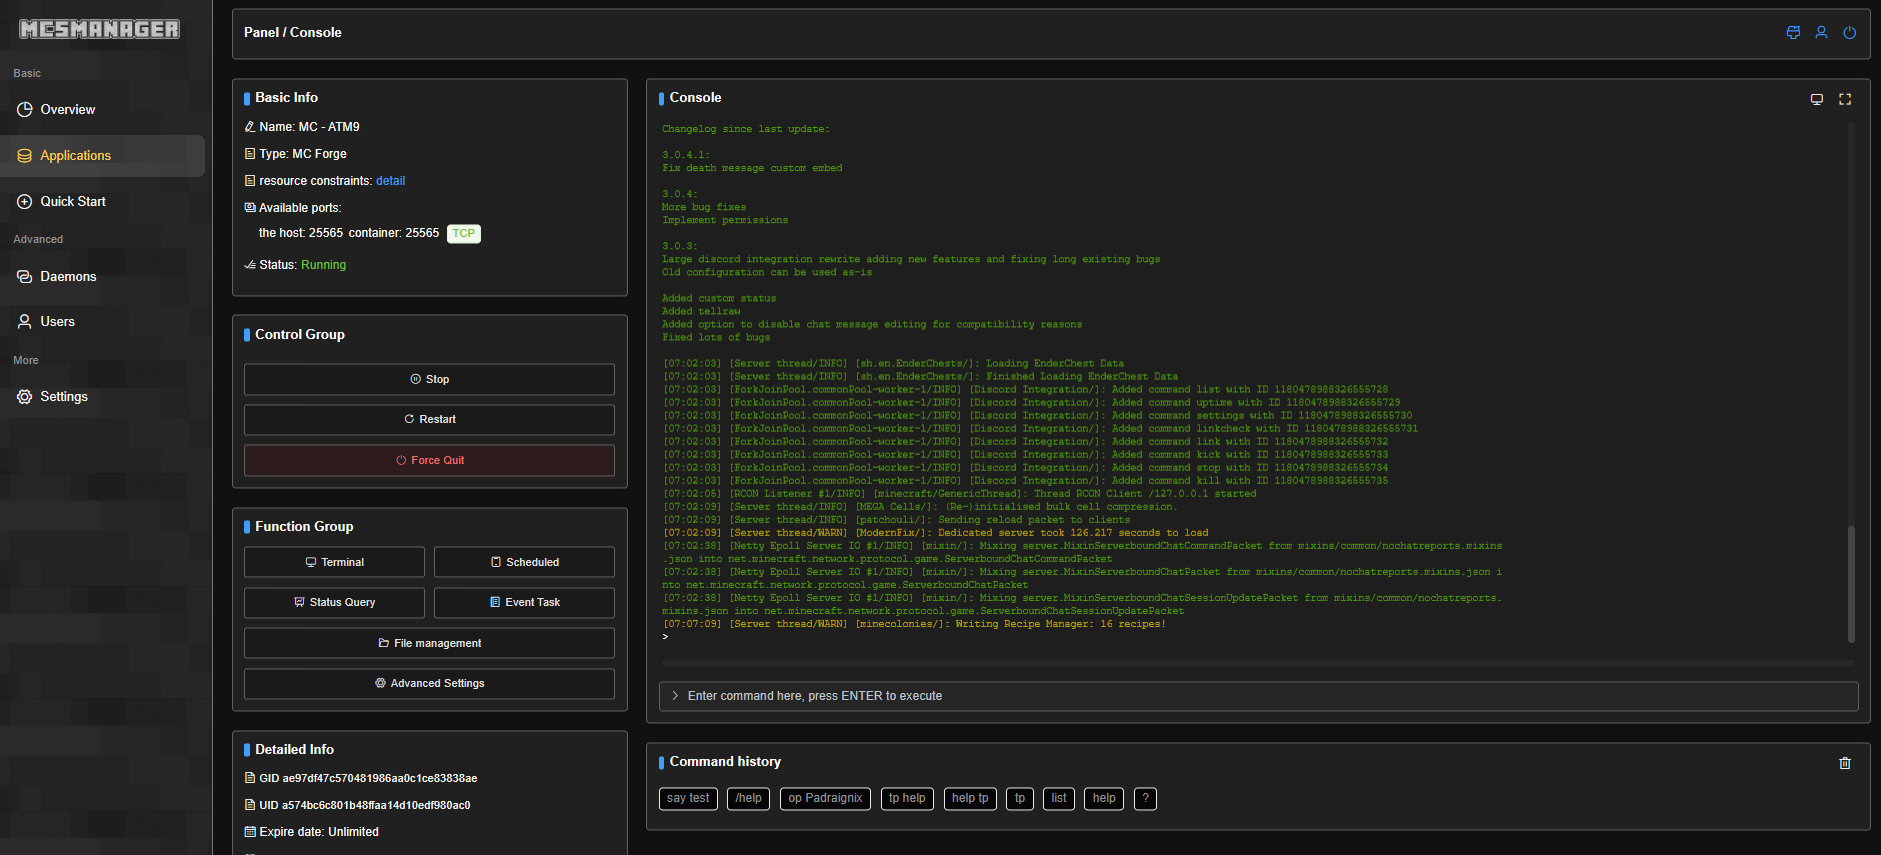 MCSMANAGER
Basic
Overview
Applications
Quick Start
Advanced
Daemons
Users
More
Settings
Panel / Console
Basic Info
Name: MC - ATM9
Type: MC Forge
resource constraints: detail
Available ports:
the host: 25565 container: 25565 TCP
Status: Running
Control Group
Stop
Restart
Force Quit
Function Group
Terminal
Scheduled
Status Query
Event Task
File management
Advanced Settings
Detailed Info
GID ae97df47c570481986aa0c1ce83838ae
UID a574bc6c801b48ffaa14d10edf980ac0
Expire date: Unlimited
Console
Changelog since last update:
3.0.4.1:
Fix death message custom embed
3.0.4:
More bug fixes
Implement permissions
3.0.3:
Large discord integration rewrite adding new features and fixing long existing bugs
Old configuration can be used as-is
Added custom status
Added tellraw
Added option to disable chat message editing for compatibility reasons
Fixed lots of bugs
[07:02:03] [Server thread/INFO] [sh.en.EnderChests/]: Loading EnderChest Data
[07:02:03] [Server thread/INFO] [sh.en.EnderChests/]: Finished Loading EnderChest Data
[07:02:03] [ForkJoinPool.commonPool-worker-1/INFO] [Discord Integration/]: Added command list with ID 1180478988326555728
[07:02:03] [ForkJoinPool.commonPool-worker-1/INFO] [Discord Integration/]: Added command uptime with ID 1180478988326555729
[07:02:03] [ForkJoinPool.commonPool-worker-1/INFO] [Discord Integration/]: Added command settings with ID 1180478988326555730
[07:02:03] [ForkJoinPool.commonPool-worker-1/INFO] [Discord Integration/]: Added command linkcheck with ID 1180478988326555731
[07:02:03] [ForkJoinPool.commonPool-worker-1/INFO] [Discord Integration/]: Added command link with ID 1180478988326555732
[07:02:03] [ForkJoinPool.commonPool-worker-1/INFO] [Discord Integration/]: Added command kick with ID 1180478988326555733
[07:02:03] [ForkJoinPool.commonPool-worker-1/INFO] [Discord Integration/]: Added command stop with ID 1180478988326555734
[07:02:03] [ForkJoinPool.commonPool-worker-1/INFO] [Discord Integration/]: Added command kill with ID 1180478988326555735
[07:02:05] [RCON Listener #1/INFO] [minecraft/GenericThread]: Thread RCON Client /127.0.0.1 started
[07:02:09] [Server thread/INFO] [MEGA Cells/]: (Re-)initialised bulk cell compression.
[07:02:09] [Server thread/INFO] [patchouli/]: Sending reload packet to clients
[07:02:09] [Server thread/WARN] [ModernFix/]: Dedicated server took 126.217 seconds to load
[07:02:38] [Netty Epoll Server IO #1/INFO] [mixin/]: Mixing server.MixinServerboundChatCommandPacket from mixins/common/nochatreports.mixins
.json into net.minecraft.network.protocol.game.ServerboundChatCommandPacket
[07:02:38] [Netty Epoll Server IO #1/INFO] [mixin/]: Mixing server.MixinServerboundChatPacket from mixins/common/nochatreports.mixins.json i
nto net.minecraft.network.protocol.game.ServerboundChatPacket
[07:02:38] [Netty Epoll Server IO #1/INFO] [mixin/]: Mixing server.MixinServerboundChatSessionUpdatePacket from mixins/common/nochatreports.
mixins.json into net.minecraft.network.protocol.game.ServerboundChatSessionUpdatePacket
[07:07:09] [Server thread/WARN] [minecolonies/]: Writing Recipe Manager: 16 recipes!
>
> Enter command here, press ENTER to execute
Command history
say test
/help
op Padraignix
tp help
help tp
tp
list
help
?